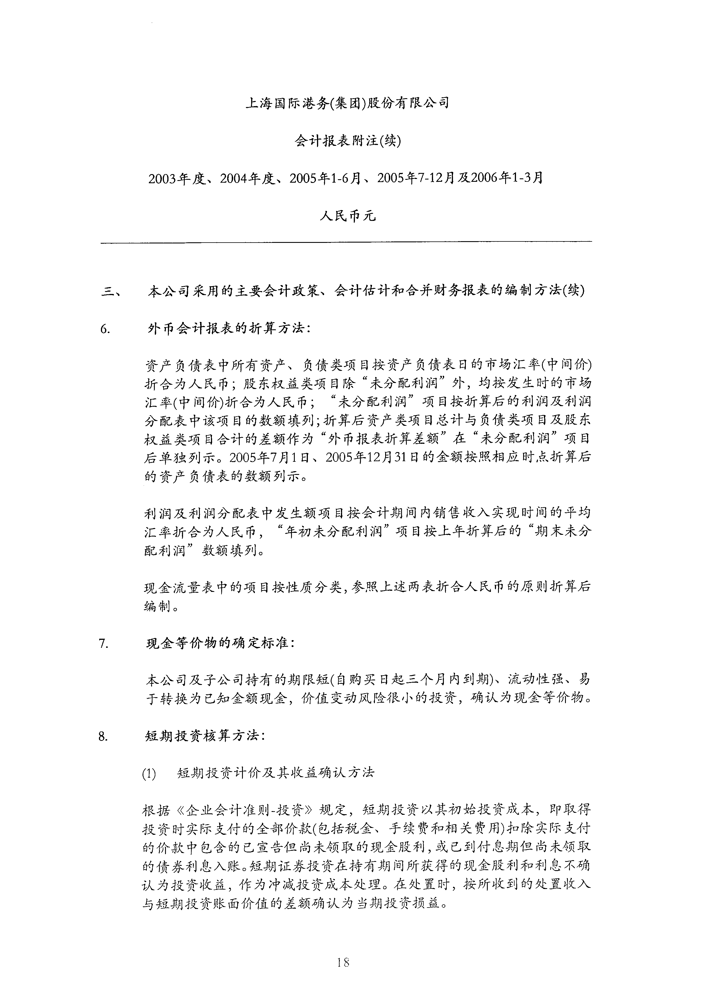 上海国际港务(集团)股份有限公司
会计报表附注(续)
2003年度、2004年度、2005年1-6月、2005年7-12月及2006年1-3月
人民币元
三、 本公司采用的主要会计政策、会计估计和合并财务报表的编制方法(续)
6. 外币会计报表的折算方法：
资产负债表中所有资产、负债类项目按资产负债表日的市场汇率(中间价)
折合为人民币；股东权益类项目除“未分配利润”外，均按发生时的市场
汇率(中间价)折合为人民币；“未分配利润”项目按折算后的利润及利润
分配表中该项目的数额填列；折算后资产类项目总计与负债类项目及股东
权益类项目合计的差额作为“外币报表折算差额”在“未分配利润”项目
后单独列示。2005年7月1日、2005年12月31日的金额按照相应时点折算后
的资产负债表的数额列示。
利润及利润分配表中发生额项目按会计期间内销售收入实现时间的平均
汇率折合为人民币，“年初未分配利润”项目按上年折算后的“期末未分
配利润”数额填列。
现金流量表中的项目按性质分类，参照上述两表折合人民币的原则折算后
编制。
7. 现金等价物的确定标准：
本公司及子公司持有的期限短(自购买日起三个月内到期)、流动性强、易
于转换为已知金额现金，价值变动风险很小的投资，确认为现金等价物。
8. 短期投资核算方法：
(1) 短期投资计价及其收益确认方法
根据《企业会计准则-投资》规定，短期投资以其初始投资成本，即取得
投资时实际支付的全部价款(包括税金、手续费和相关费用)扣除实际支付
的价款中包含的已宣告但尚未领取的现金股利，或已到付息期但尚未领取
的债券利息入账。短期证券投资在持有期间所获得的现金股利和利息不确
认为投资收益，作为冲减投资成本处理。在处置时，按所收到的处置收入
与短期投资账面价值的差额确认为当期投资损益。
18